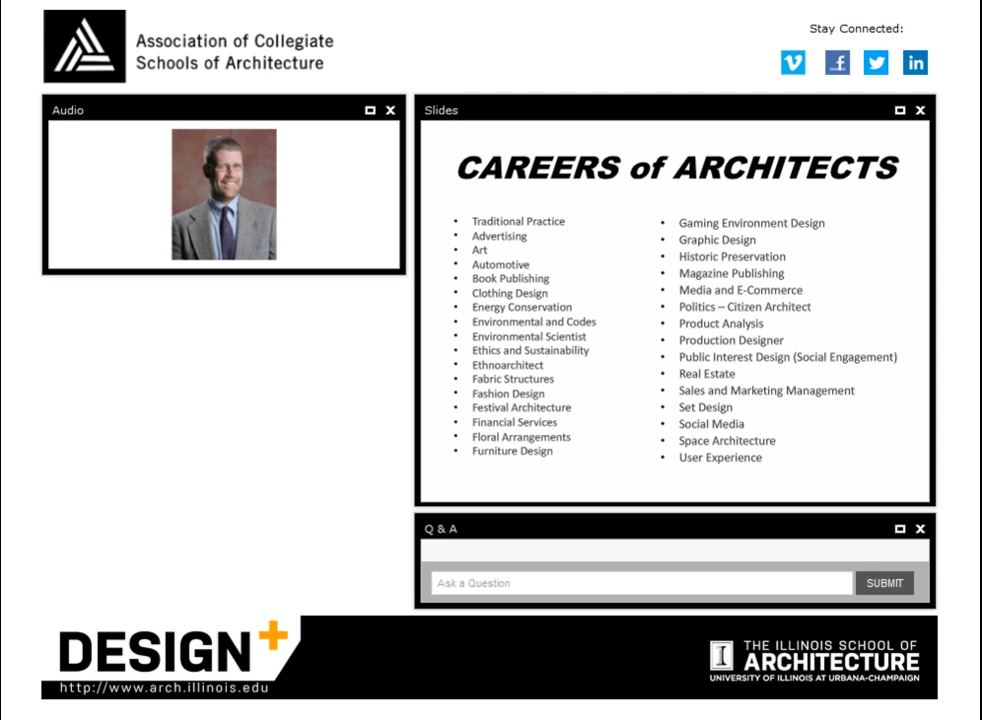 Association of Collegiate
Schools of Architecture
Stay Connected:
Audio
Slides
CAREERS of ARCHITECTS
• Traditional Practice
• Advertising
• Art
• Automotive
• Book Publishing
• Clothing Design
• Energy Conservation
• Environmental and Codes
• Environmental Scientist
• Ethics and Sustainability
• Ethnoarchitect
• Fabric Structures
• Fashion Design
• Festival Architecture
• Financial Services
• Floral Arrangements
• Furniture Design
• Gaming Environment Design
• Graphic Design
• Historic Preservation
• Magazine Publishing
• Media and E-Commerce
• Politics – Citizen Architect
• Product Analysis
• Production Designer
• Public Interest Design (Social Engagement)
• Real Estate
• Sales and Marketing Management
• Set Design
• Social Media
• Space Architecture
• User Experience
Q & A
Ask a Question
SUBMIT
DESIGN+
http://www.arch.illinois.edu
I
THE ILLINOIS SCHOOL OF
ARCHITECTURE
UNIVERSITY OF ILLINOIS AT URBANA-CHAMPAIGN